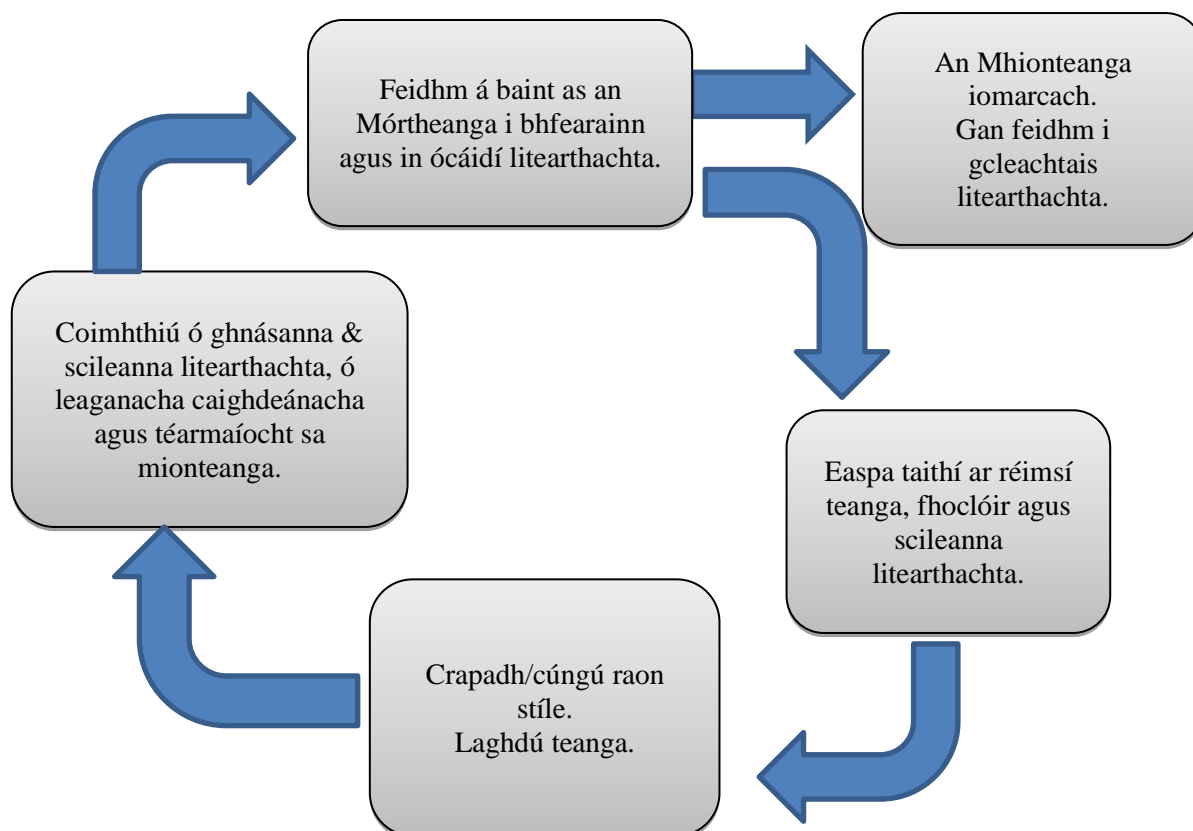 Feidhm á baint as an
Mórtheanga i bhfearainn
agus in ócáidí litearthachta.
An Mhionteanga
iomarcach.
Gan feidhm i
gcleachtais
litearthachta.
Easpa taithí ar réimsí
teanga, fhoclóir agus
scileanna
litearthachta.
Crapadh/cúngú raon
stíle.
Laghdú teanga.
Coimhthiú ó ghnásanna &
scileanna litearthachta, ó
leaganacha caighdeánacha
agus téarmaíocht sa
mionteanga.